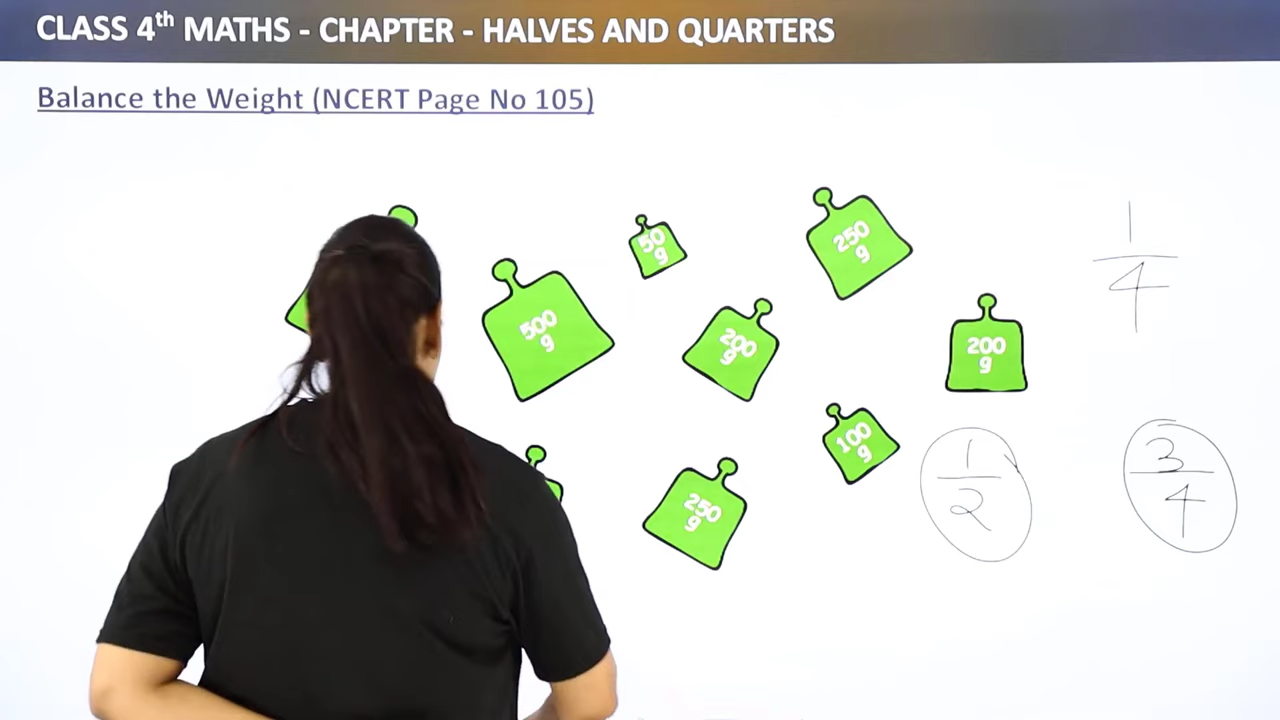 CLASS 4th MATHS - CHAPTER - HALVES AND QUARTERS
Balance the Weight (NCERT Page No 105)
50
g
250
g
500
g
200
g
200
g
100
g
250
g
1
4
1
2
3
4